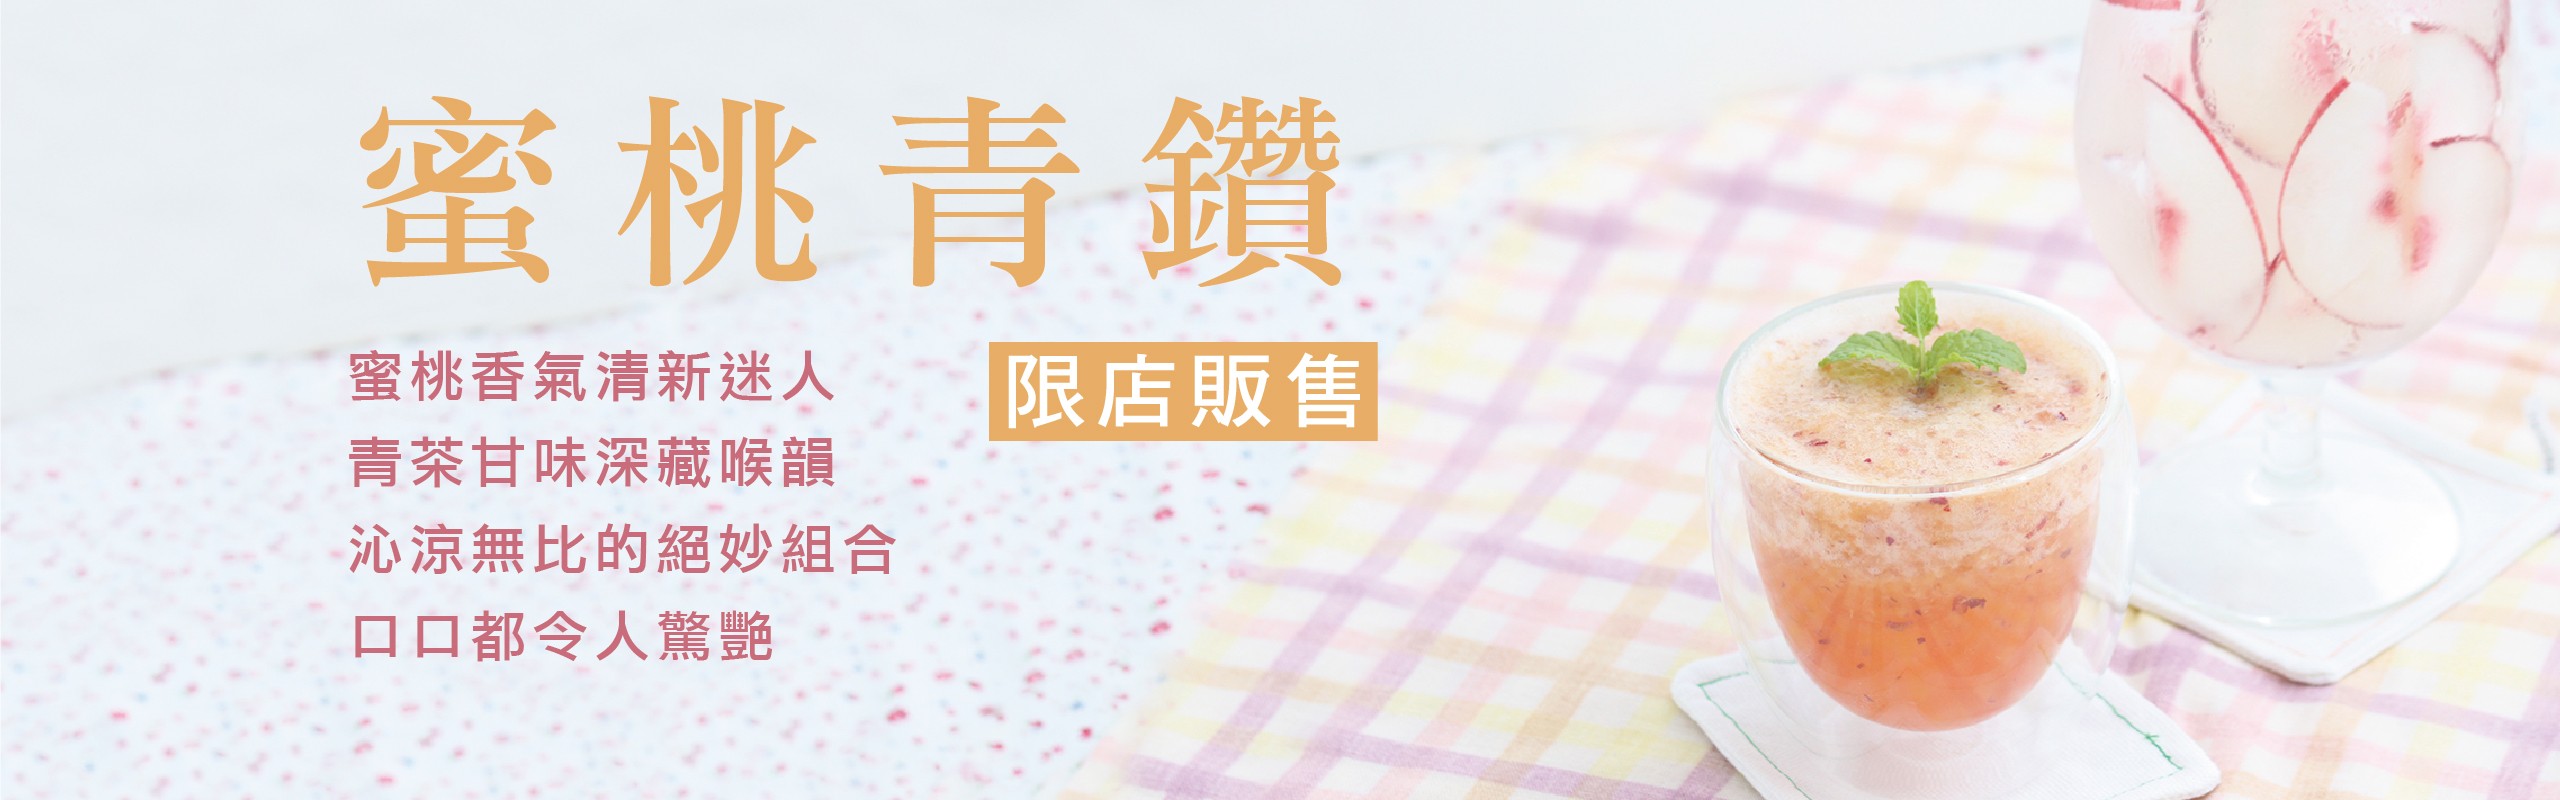 蜜桃青鑽
限店販售
蜜桃香氣清新迷人
青茶甘味深藏喉韻
沁涼無比的絕妙組合
口口都令人驚艷